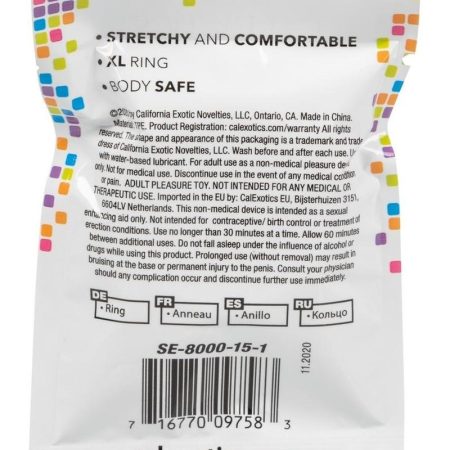 • STRETCHY AND COMFORTABLE
• XL RING
• BODY SAFE
California Exotic Novelties, LLC, Ontario, CA. Made in China.
Material: TPE. Product Registration: calexotics.com/warranty All rights
reserved. The shape and appearance of this packaging is a trademark and trade
dress of California Exotic Novelties, LLC. Wash before and after each use. Use
with water-based lubricant. For adult use as a non-medical pleasure
Not for medical use. Discontinue use in the event of any medical condition
or pain. ADULT PLEASURE TOY. NOT INTENDED FOR ANY MEDICAL OR
THERAPEUTIC USE. Imported in the EU by: CalExotics EU, Bijsterhuizen 3151,
6604LV Netherlands. This non-medical device is intended as a sexual
enhancing aid only. Not intended for contraceptive/ birth control or treatment of
erection conditions. Use no longer than 30 minutes at a time. Allow 60 minutes
between additional uses. Do not fall asleep under the influence of alcohol or
drugs while using this product. Prolonged use (without removal) may result in
bruising at the base or permanent injury to the penis. Consult your physician
should any complication occur and discontinue further use immediately.
DE
• Ring
FR
• Anneau
ES
• Anillo
RU
• Кольцо
SE-8000-15-1
11.2020
7 16770 09758 3